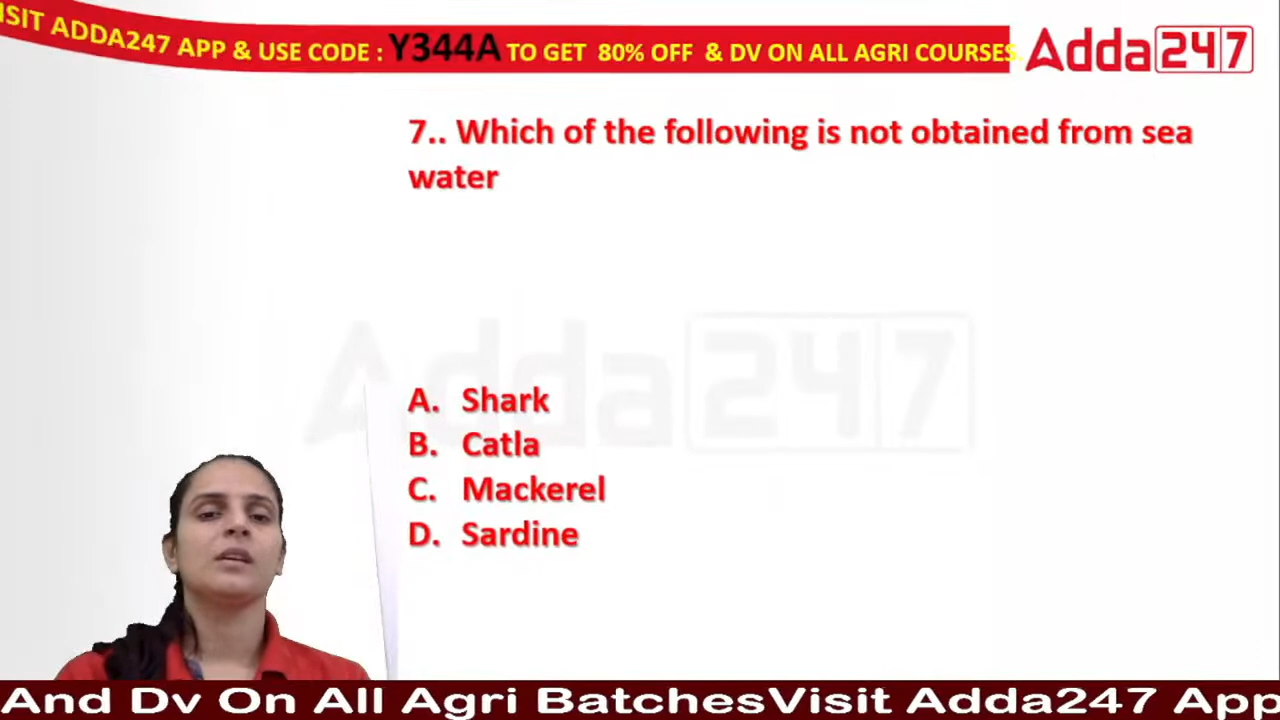 ISIT ADDA247 APP & USE CODE : Y344A TO GET 80% OFF & DV ON ALL AGRI COURSES.
Adda247
7.. Which of the following is not obtained from sea
water
Adda247
A. Shark
B. Catla
C. Mackerel
D. Sardine
And Dv On All Agri BatchesVisit Adda247 App